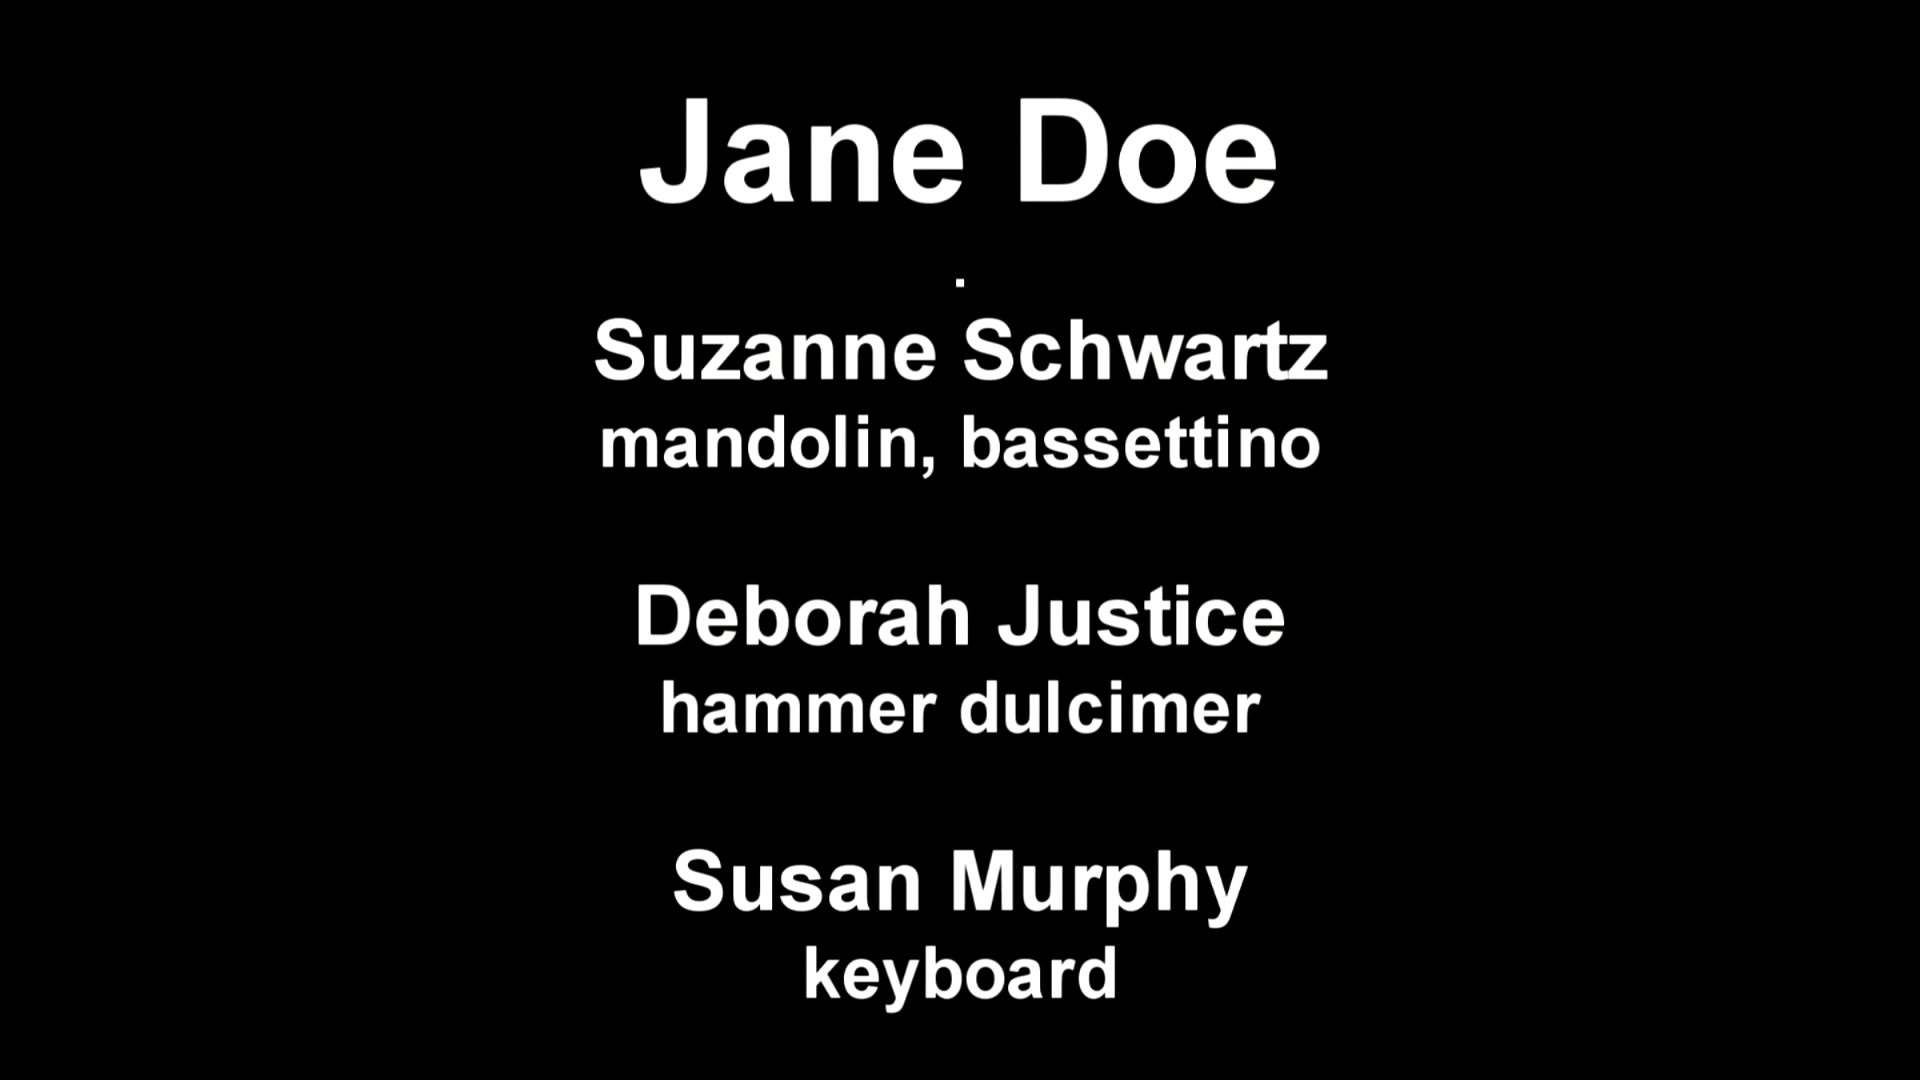 Jane Doe
.
Suzanne Schwartz
mandolin, bassettino
Deborah Justice
hammer dulcimer
Susan Murphy
keyboard